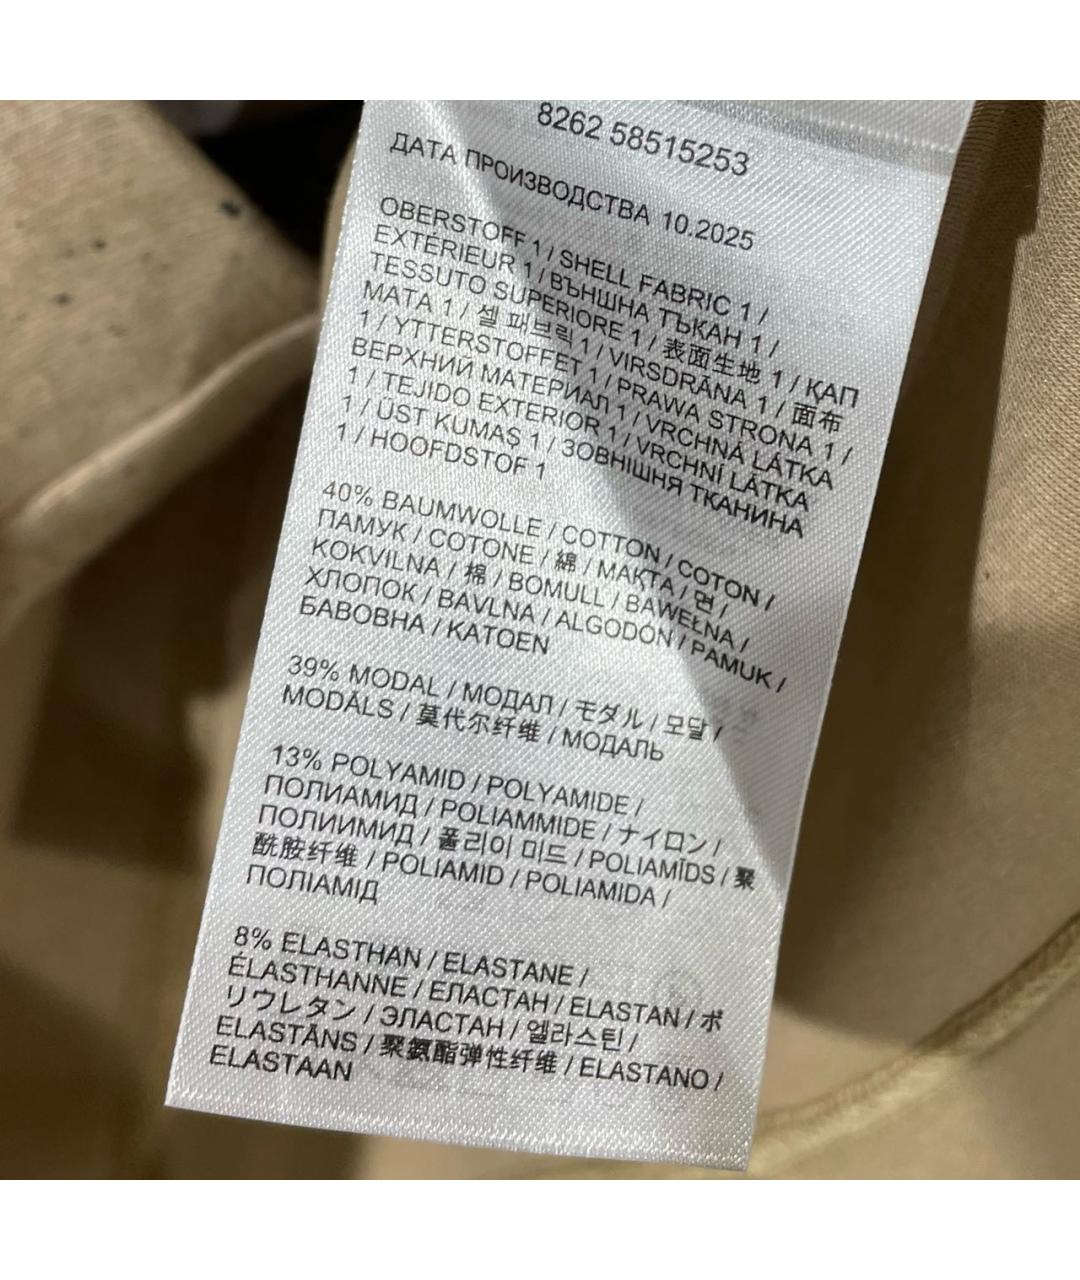 8262 58515253
ДАТА ПРОИЗВОДСТВА 10.2025
OBERSTOFF 1 / SHELL FABRIC 1 /
EXTÉRIEUR 1 / ВЪНШНА ТЪКАН 1 /
TESSUTO SUPERIORE 1 / 表面生地 1 / ҚАП
МАТА 1 / 셸 패브릭 1 / VIRSDRĀNA 1 / 面布
1 / YTTERSTOFFET 1 / PRAWA STRONA 1 /
ВЕРХНИЙ МАТЕРИАЛ 1 / VRCHNÁ LÁTKA
1 / TEJIDO EXTERIOR 1 / VRCHNÍ LÁTKA
1 / ÜST KUMAŞ 1 / ЗОВНІШНЯ ТКАНИНА
1 / HOOFDSTOF 1
40% BAUMWOLLE / COTTON / COTON /
ПАМУК / COTONE / 綿 / МАҚТА / 면 /
KOKVILNA / 棉 / BOMULL / BAWEŁNA /
ХЛОПОК / BAVLNA / ALGODÓN / PAMUK /
БАВОВНА / KATOEN
39% MODAL / МОДАЛ / モダル / 모달 /
MODĀLS / 莫代尔纤维 / МОДАЛЬ
13% POLYAMID / POLYAMIDE /
ПОЛИАМИД / POLIAMMIDE / ナイロン /
ПОЛИИМИД / 폴리이 미드 / POLIAMĪDS / 聚
酰胺纤维 / POLIAMID / POLIAMIDA /
ПОЛІАМІД
8% ELASTHAN / ELASTANE /
ÉLASTHANNE / ЕЛАСТАН / ELASTAN / ポ
リウレタン / ЭЛАСТАН / 엘라스틴 /
ELASTĀNS / 聚氨酯弹性纤维 / ELASTANO /
ELASTAAN